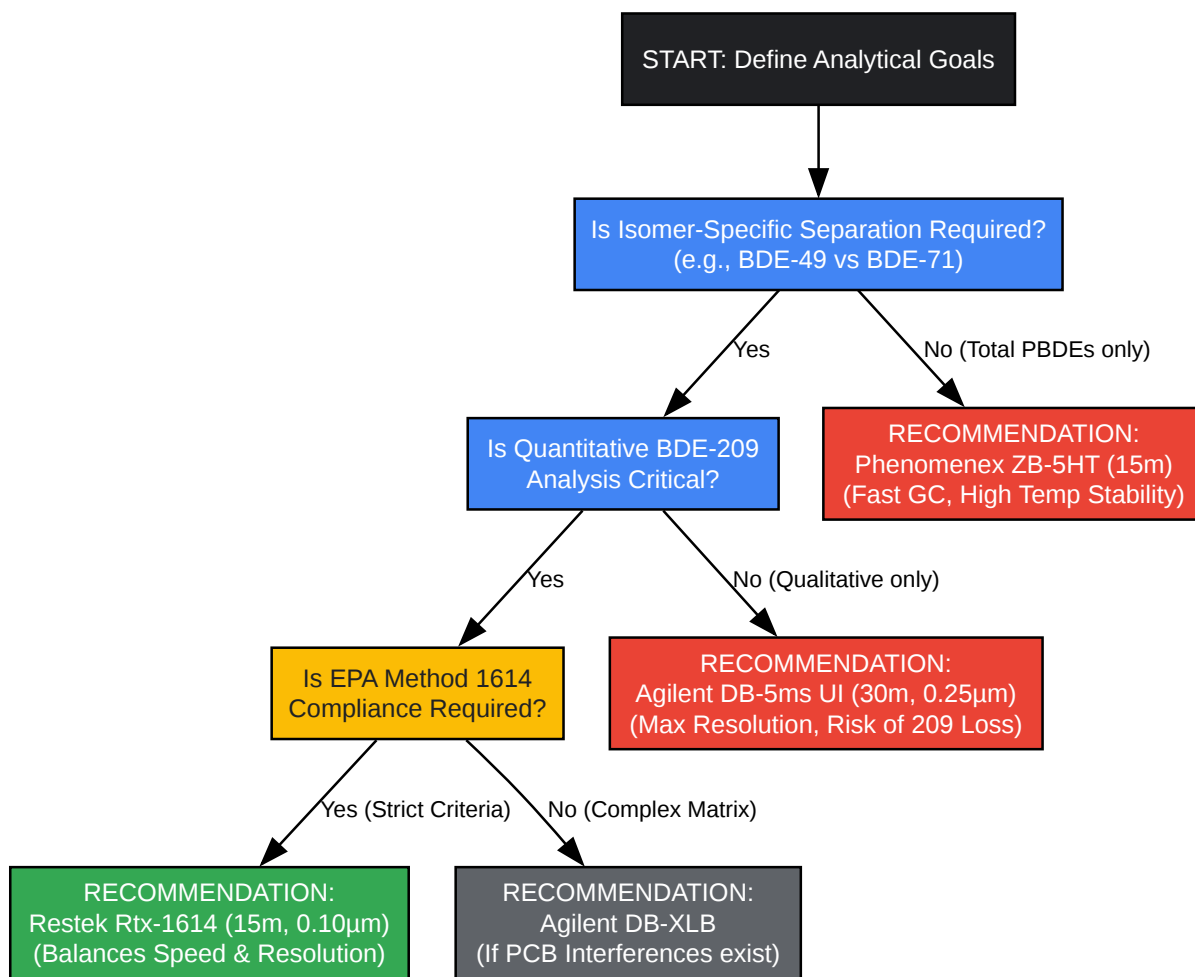 START: Define Analytical Goals
Is Isomer-Specific Separation Required?
(e.g., BDE-49 vs BDE-71)
Yes
No (Total PBDEs only)
Is Quantitative BDE-209
Analysis Critical?
RECOMMENDATION:
Phenomenex ZB-5HT (15m)
(Fast GC, High Temp Stability)
Yes
No (Qualitative only)
Is EPA Method 1614
Compliance Required?
RECOMMENDATION:
Agilent DB-5ms UI (30m, 0.25µm)
(Max Resolution, Risk of 209 Loss)
Yes (Strict Criteria)
No (Complex Matrix)
RECOMMENDATION:
Restek Rtx-1614 (15m, 0.10µm)
(Balances Speed & Resolution)
RECOMMENDATION:
Agilent DB-XLB
(If PCB Interferences exist)